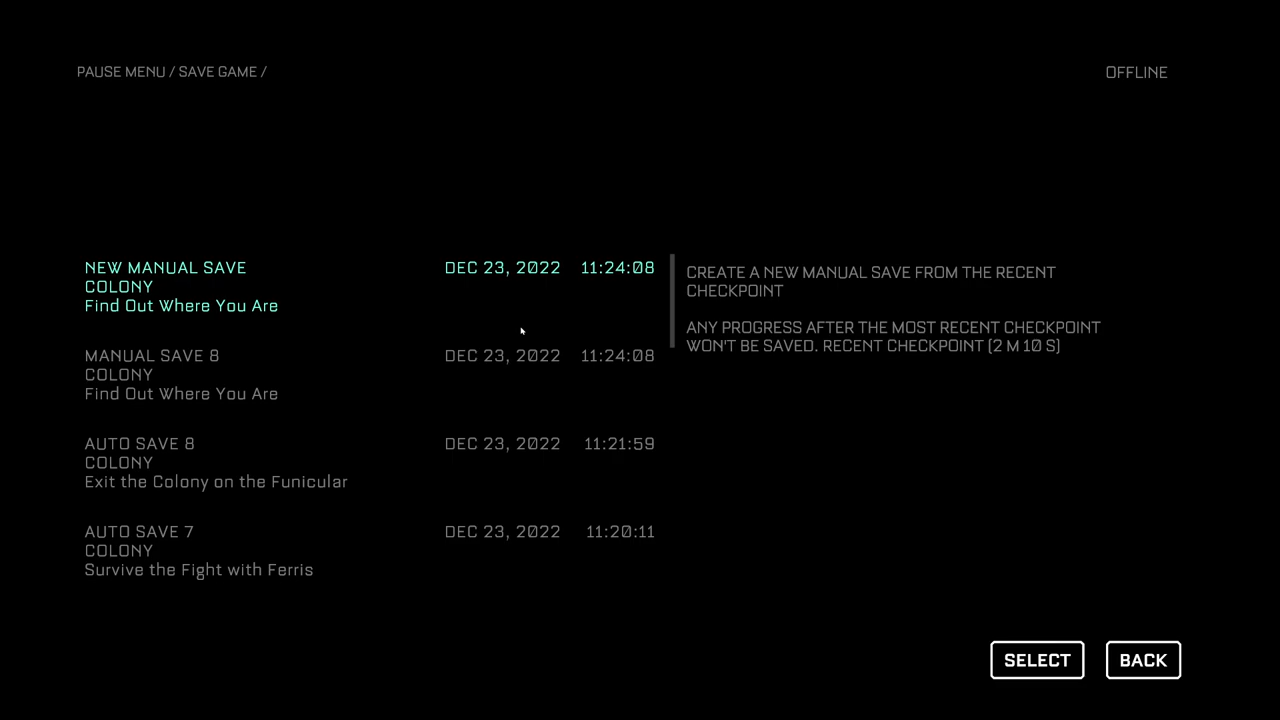 PAUSE MENU / SAVE GAME /
OFFLINE
NEW MANUAL SAVE DEC 23, 2022 11:24:08
COLONY
Find Out Where You Are
CREATE A NEW MANUAL SAVE FROM THE RECENT
CHECKPOINT
ANY PROGRESS AFTER THE MOST RECENT CHECKPOINT
WON'T BE SAVED. RECENT CHECKPOINT (2 M 10 S)
MANUAL SAVE 8 DEC 23, 2022 11:24:08
COLONY
Find Out Where You Are
AUTO SAVE 8 DEC 23, 2022 11:21:59
COLONY
Exit the Colony on the Funicular
AUTO SAVE 7 DEC 23, 2022 11:20:11
COLONY
Survive the Fight with Ferris
SELECT
BACK